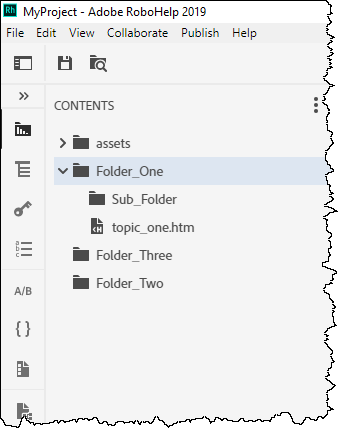 Rh MyProject - Adobe RoboHelp 2019
File Edit View Collaborate Publish Help
CONTENTS
assets
Folder_One
Sub_Folder
topic_one.htm
Folder_Three
Folder_Two
a
b
c
A/B
{ }